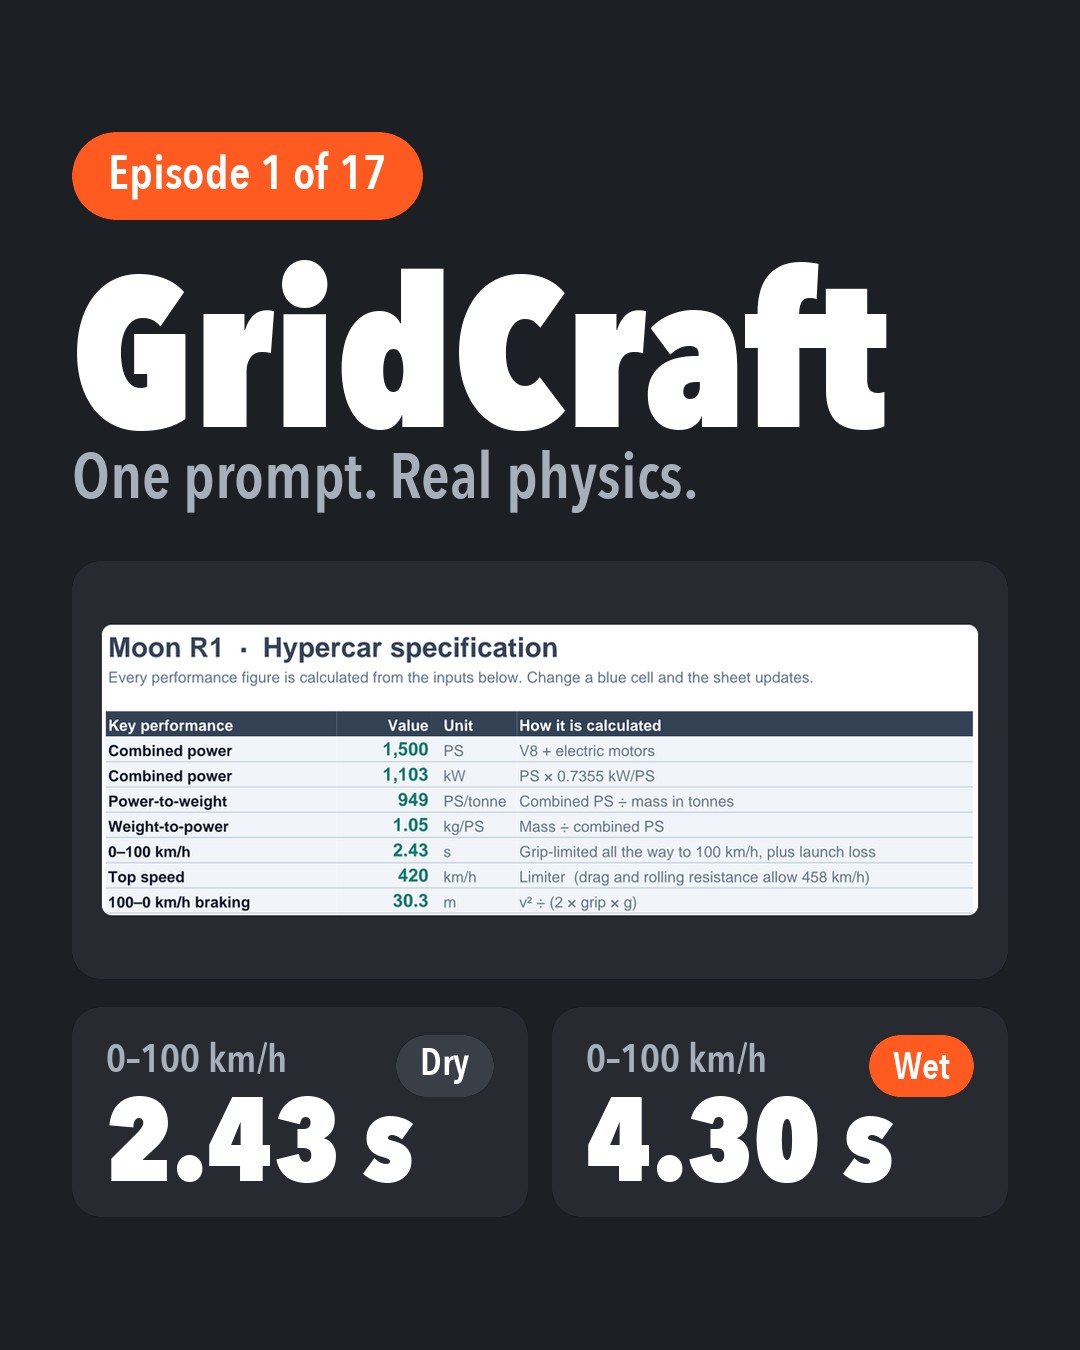 Episode 1 of 17
GridCraft
One prompt. Real physics.
Moon R1 · Hypercar specification
Every performance figure is calculated from the inputs below. Change a blue cell and the sheet updates.
Key performance Value Unit How it is calculated
Combined power 1,500 PS V8 + electric motors
Combined power 1,103 kW PS × 0.7355 kW/PS
Power-to-weight 949 PS/tonne Combined PS ÷ mass in tonnes
Weight-to-power 1.05 kg/PS Mass ÷ combined PS
0–100 km/h 2.43 s Grip-limited all the way to 100 km/h, plus launch loss
Top speed 420 km/h Limiter (drag and rolling resistance allow 458 km/h)
100–0 km/h braking 30.3 m v² ÷ (2 × grip × g)
0–100 km/h Dry
2.43 s
0–100 km/h Wet
4.30 s